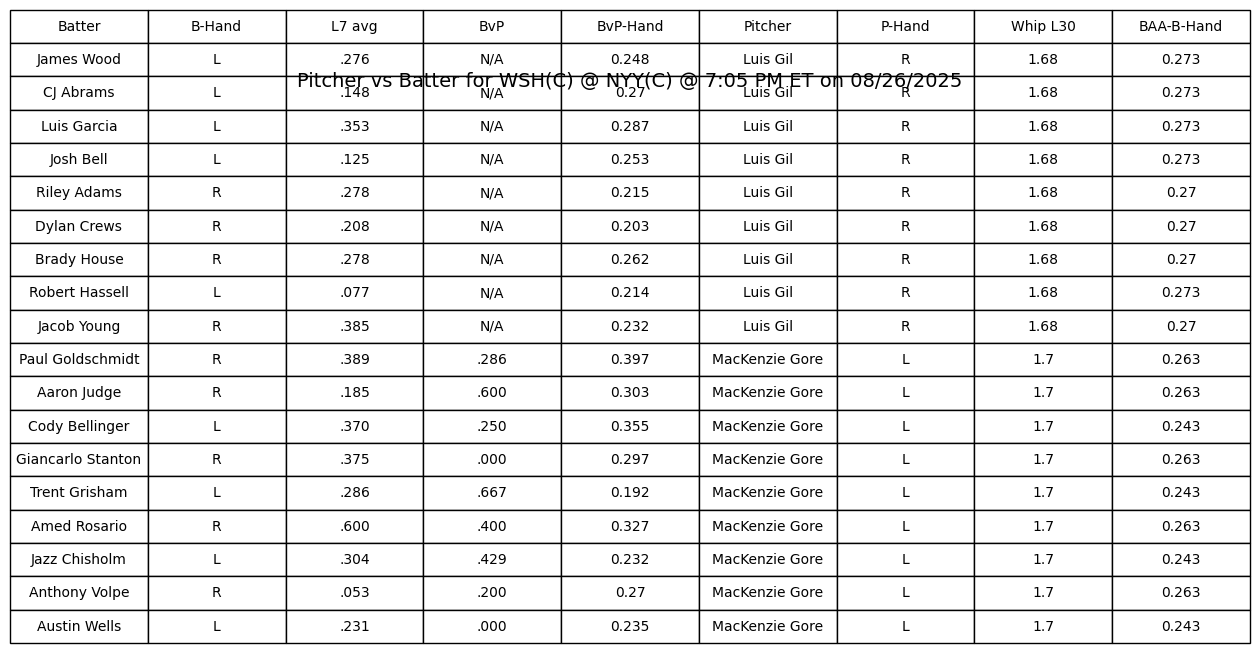 Batter B-Hand L7 avg BvP BvP-Hand Pitcher P-Hand Whip L30 BAA-B-Hand
James Wood L .276 N/A 0.248 Luis Gil R 1.68 0.273
Pitcher vs Batter for WSH(C) @ NYY(C) @ 7:05 PM ET on 08/26/2025
CJ Abrams L .148 N/A 0.27 Luis Gil R 1.68 0.273
Luis Garcia L .353 N/A 0.287 Luis Gil R 1.68 0.273
Josh Bell L .125 N/A 0.253 Luis Gil R 1.68 0.273
Riley Adams R .278 N/A 0.215 Luis Gil R 1.68 0.27
Dylan Crews R .208 N/A 0.203 Luis Gil R 1.68 0.27
Brady House R .278 N/A 0.262 Luis Gil R 1.68 0.27
Robert Hassell L .077 N/A 0.214 Luis Gil R 1.68 0.273
Jacob Young R .385 N/A 0.232 Luis Gil R 1.68 0.27
Paul Goldschmidt R .389 .286 0.397 MacKenzie Gore L 1.7 0.263
Aaron Judge R .185 .600 0.303 MacKenzie Gore L 1.7 0.263
Cody Bellinger L .370 .250 0.355 MacKenzie Gore L 1.7 0.243
Giancarlo Stanton R .375 .000 0.297 MacKenzie Gore L 1.7 0.263
Trent Grisham L .286 .667 0.192 MacKenzie Gore L 1.7 0.243
Amed Rosario R .600 .400 0.327 MacKenzie Gore L 1.7 0.263
Jazz Chisholm L .304 .429 0.232 MacKenzie Gore L 1.7 0.243
Anthony Volpe R .053 .200 0.27 MacKenzie Gore L 1.7 0.263
Austin Wells L .231 .000 0.235 MacKenzie Gore L 1.7 0.243